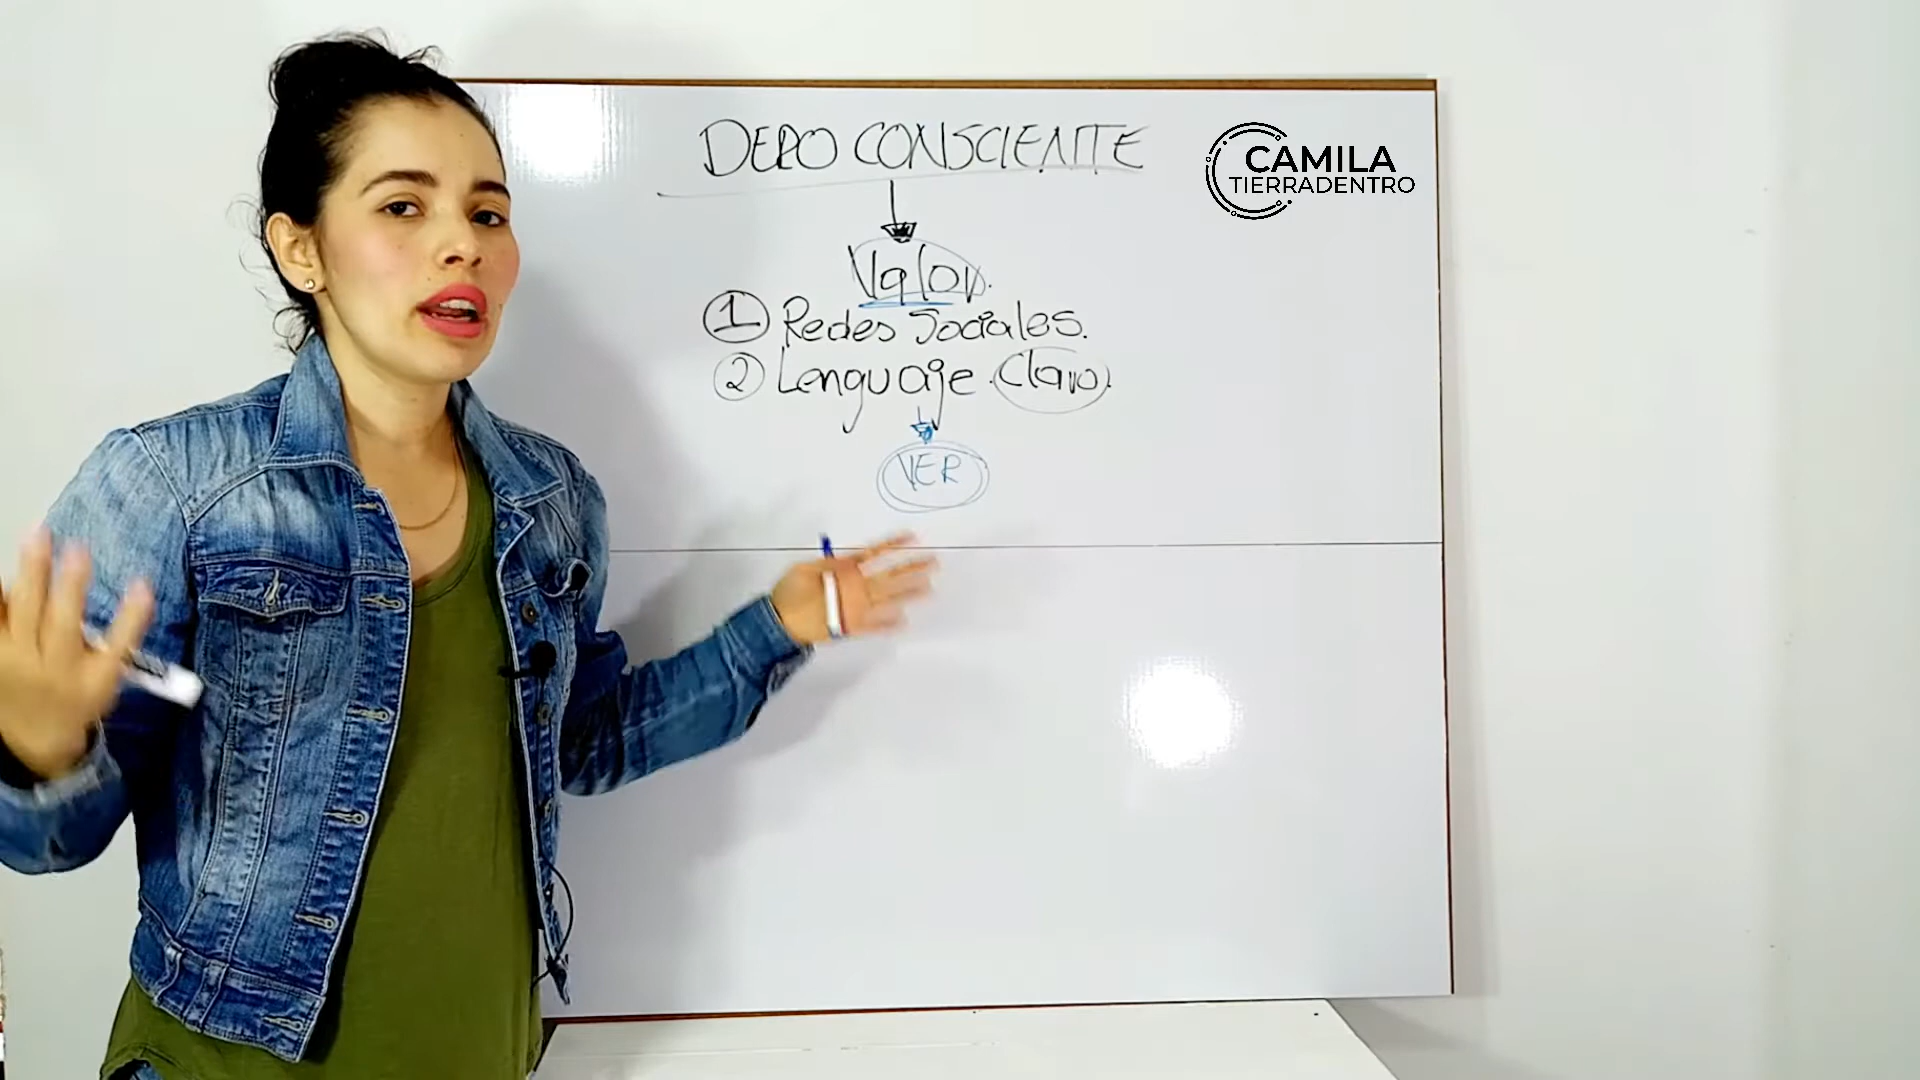 DEPO CONSCIENTE
CAMILA
TIERRADENTRO
Valor.
1 Redes Sociales.
2 Lenguaje (Claro).
VER